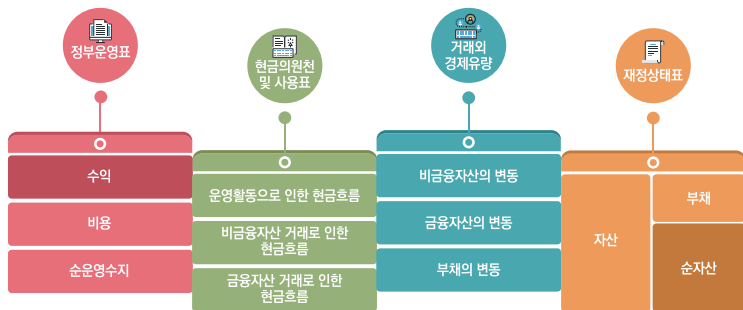 정부운영표
현금의원천
및 사용표
거래외
경제유량
재정상태표
수익
비용
순운영수지
운영활동으로 인한 현금흐름
비금융자산 거래로 인한
현금흐름
금융자산 거래로 인한
현금흐름
비금융자산의 변동
금융자산의 변동
부채의 변동
자산
부채
순자산